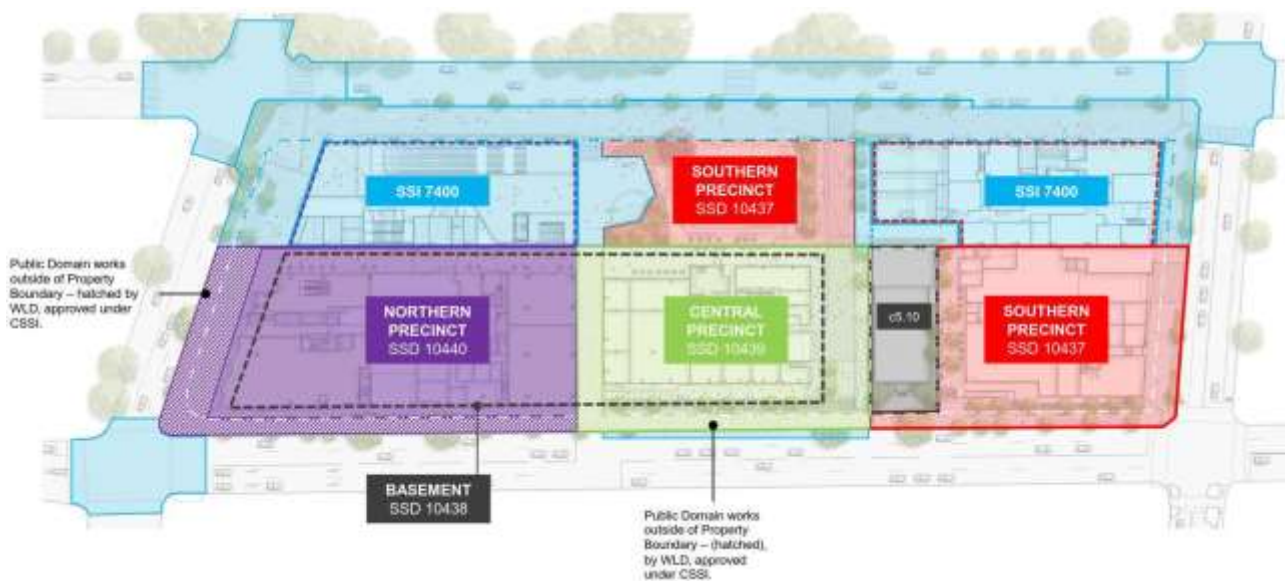 SSI 7400
SOUTHERN
PRECINCT
SSD 10437
SSI 7400
Public Domain works
outside of Property
Boundary – hatched by
WLD, approved under
CSSI.
NORTHERN
PRECINCT
SSD 10440
CENTRAL
PRECINCT
SSD 10439
c5.10
SOUTHERN
PRECINCT
SSD 10437
BASEMENT
SSD 10438
Public Domain works
outside of Property
Boundary – (hatched),
by WLD, approved
under CSSI.